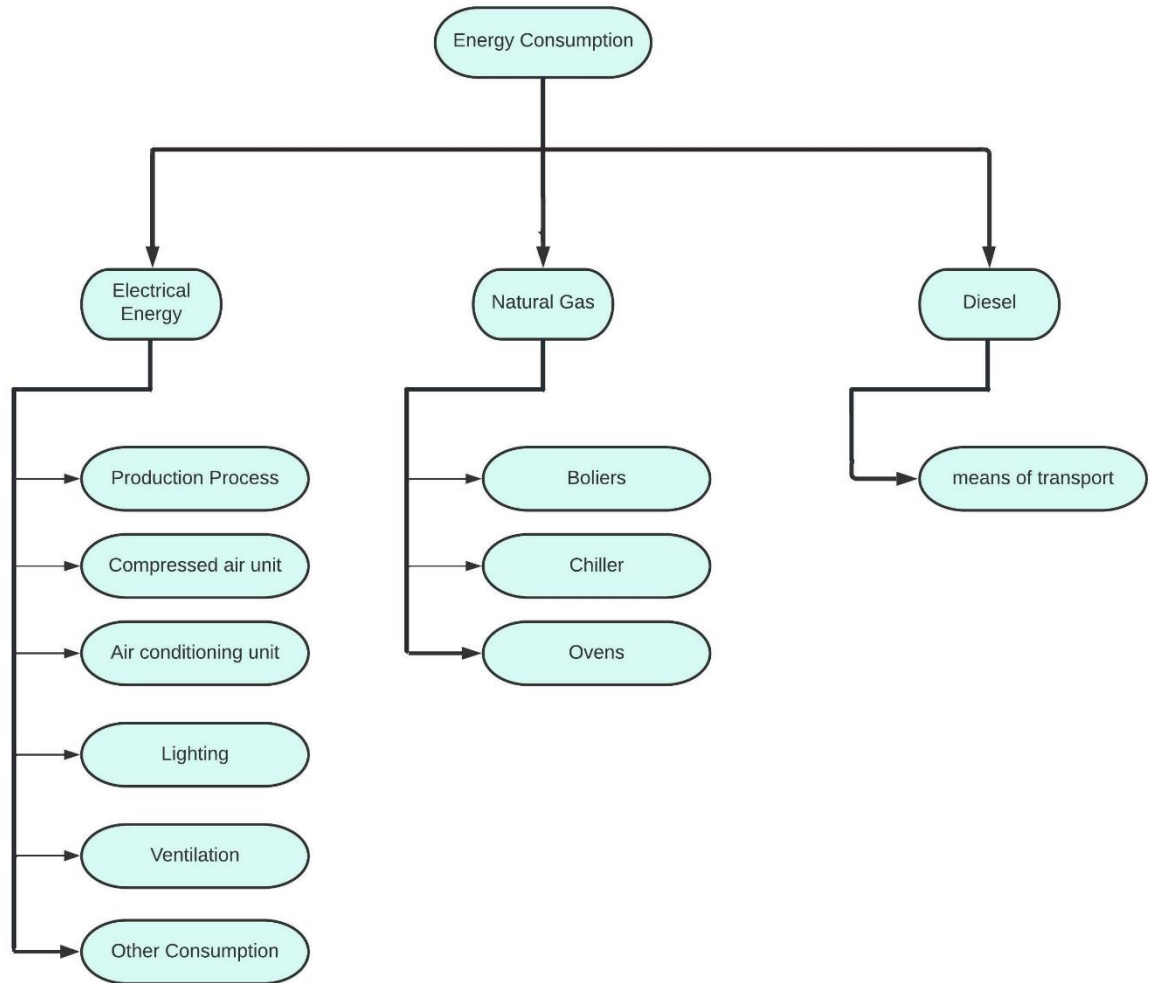 Energy Consumption
Electrical
Energy
Natural Gas
Diesel
Production Process
Compressed air unit
Air conditioning unit
Lighting
Ventilation
Other Consumption
Boliers
Chiller
Ovens
means of transport